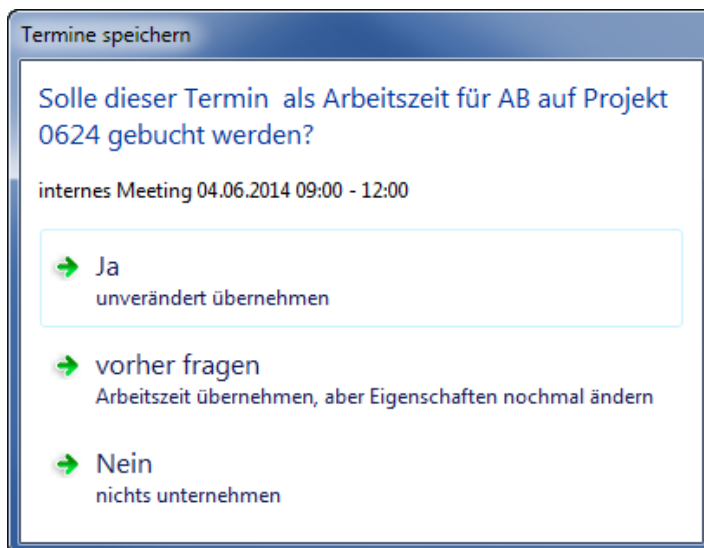 Termine speichern
Solle dieser Termin  als Arbeitszeit für AB auf Projekt
0624 gebucht werden?
internes Meeting 04.06.2014 09:00 - 12:00
Ja
unverändert übernehmen
vorher fragen
Arbeitszeit übernehmen, aber Eigenschaften nochmal ändern
Nein
nichts unternehmen